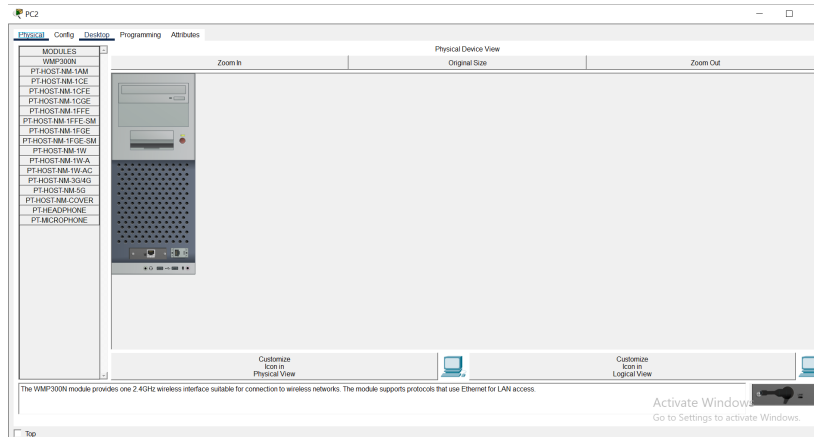 PC2
Physical Config Desktop Programming Attributes
MODULES
WMP300N
PT-HOST-NM-1AM
PT-HOST-NM-1CE
PT-HOST-NM-1CFE
PT-HOST-NM-1CGE
PT-HOST-NM-1FFE
PT-HOST-NM-1FFE-SM
PT-HOST-NM-1FGE
PT-HOST-NM-1FGE-SM
PT-HOST-NM-1W
PT-HOST-NM-1W-A
PT-HOST-NM-1W-AC
PT-HOST-NM-3G/4G
PT-HOST-NM-5G
PT-HOST-NM-COVER
PT-HEADPHONE
PT-MICROPHONE
Physical Device View
Zoom In Original Size Zoom Out
Customize
Icon in
Physical View
Customize
Icon in
Logical View
The WMP300N module provides one 2.4GHz wireless interface suitable for connection to wireless networks. The module supports protocols that use Ethernet for LAN access.
Activate Windows
Go to Settings to activate Windows.
Top